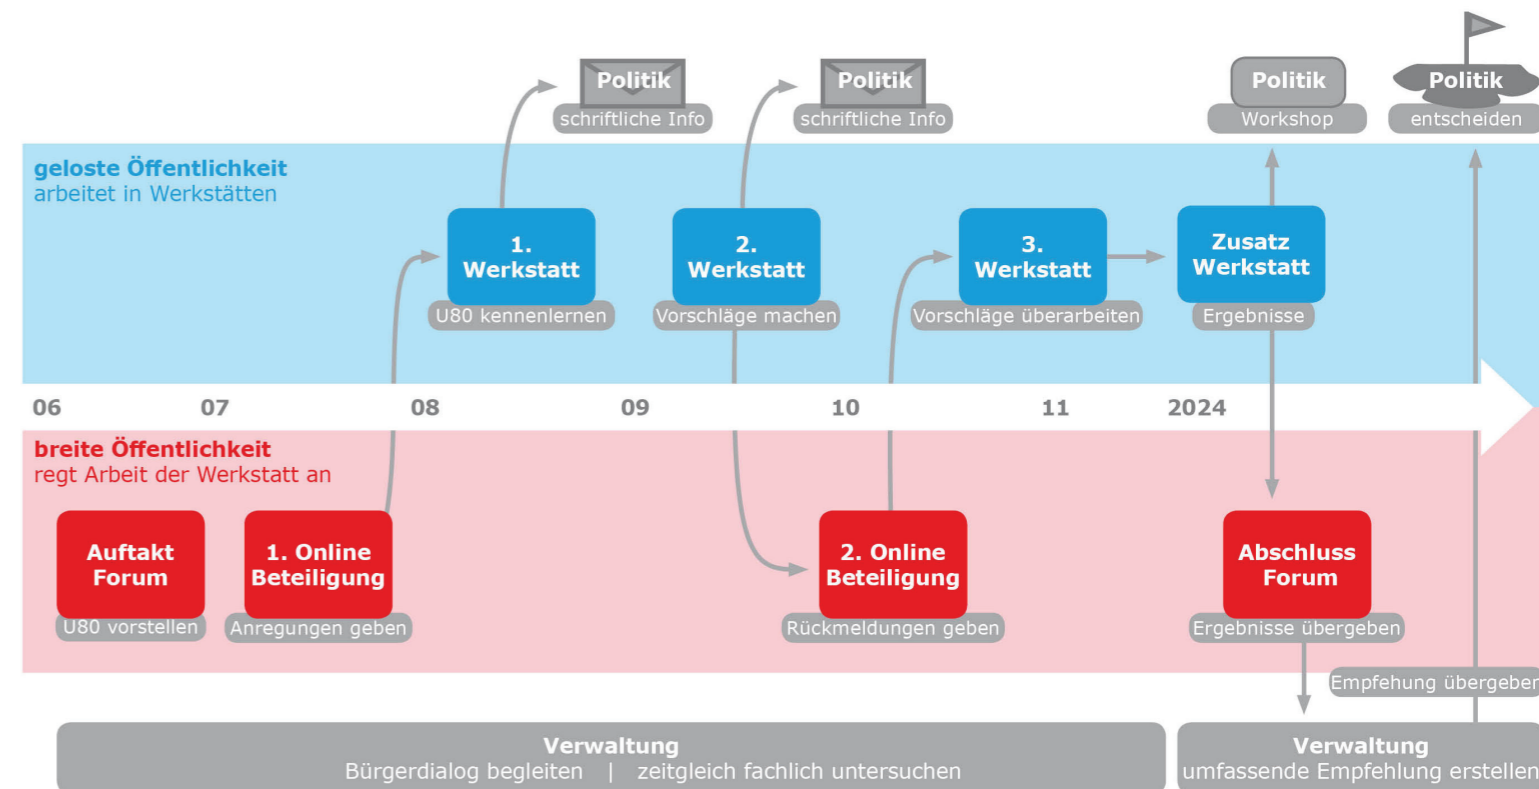 Politik
schriftliche Info
Politik
schriftliche Info
Politik
Workshop
Politik
entscheiden
geloste Öffentlichkeit
arbeitet in Werkstätten
1.
Werkstatt
U80 kennenlernen
2.
Werkstatt
Vorschläge machen
3.
Werkstatt
Vorschläge überarbeiten
Zusatz
Werkstatt
Ergebnisse
06 07 08 09 10 11 2024
breite Öffentlichkeit
regt Arbeit der Werkstatt an
Auftakt
Forum
U80 vorstellen
1. Online
Beteiligung
Anregungen geben
2. Online
Beteiligung
Rückmeldungen geben
Abschluss
Forum
Ergebnisse übergeben
Empfehung übergeben
Verwaltung
Bürgerdialog begleiten | zeitgleich fachlich untersuchen
Verwaltung
umfassende Empfehlung erstellen